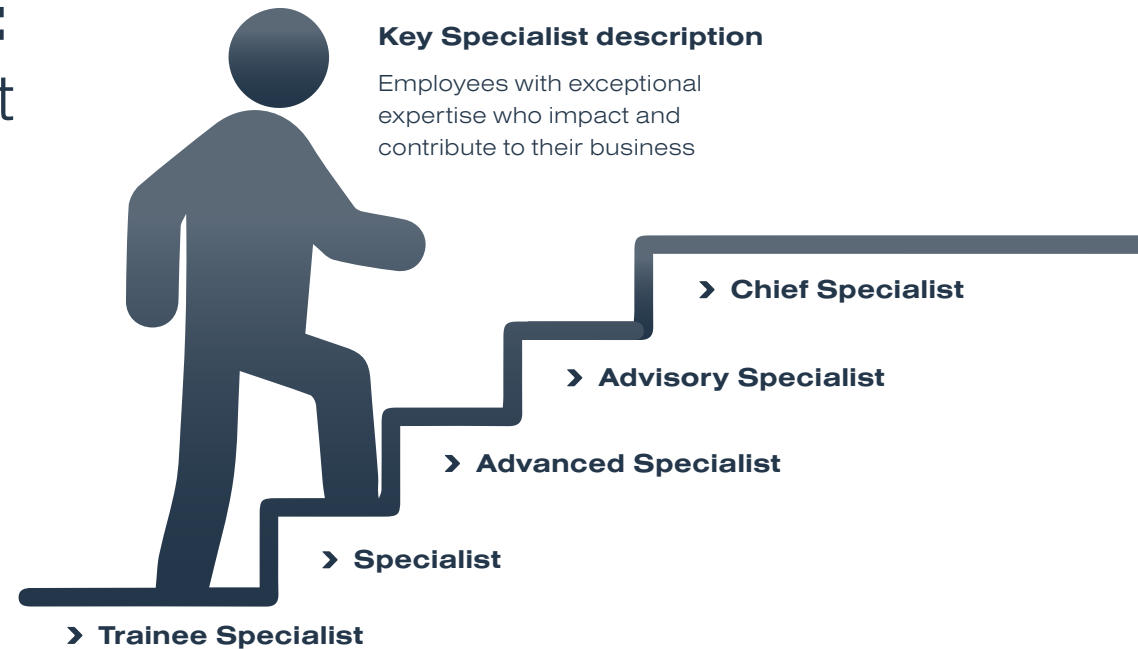 Key Specialist description
Employees with exceptional
expertise who impact and
contribute to their business
Chief Specialist
Advisory Specialist
Advanced Specialist
Specialist
Trainee Specialist